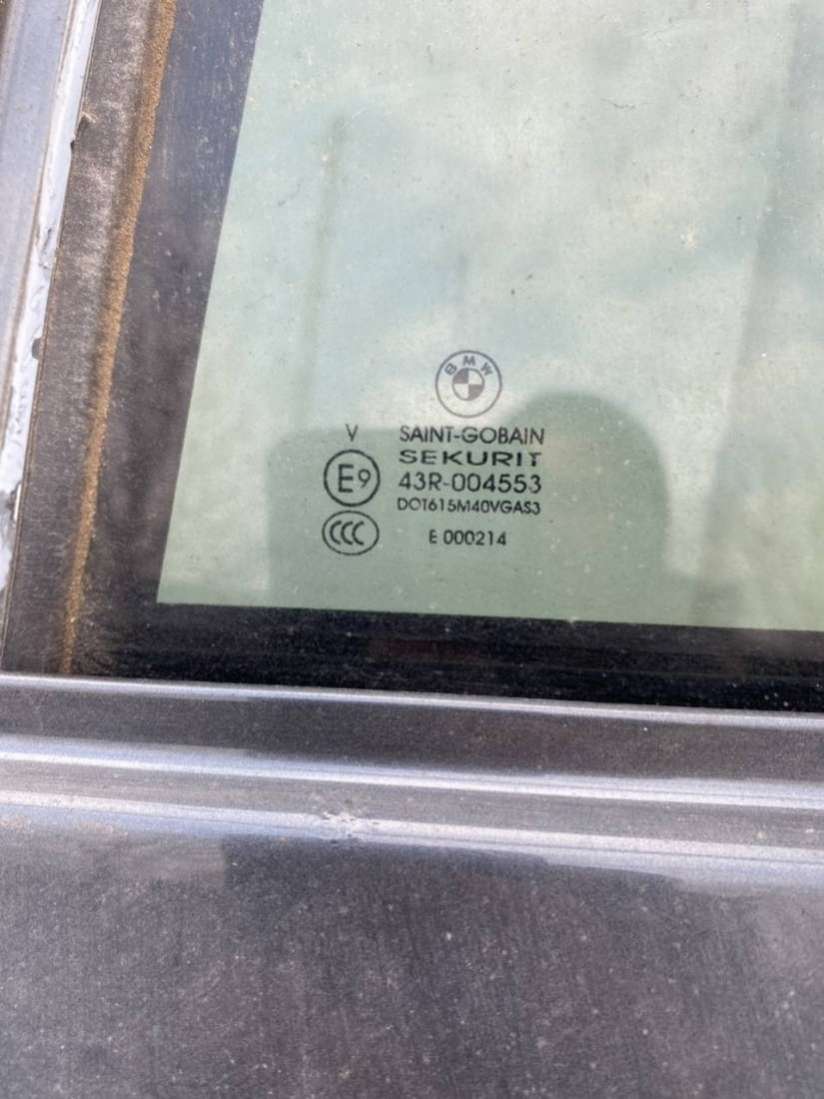 BMW
V SAINT-GOBAIN
SEKURIT
E9 43R-004553
DOT615M40VGAS3
CCC E 000214